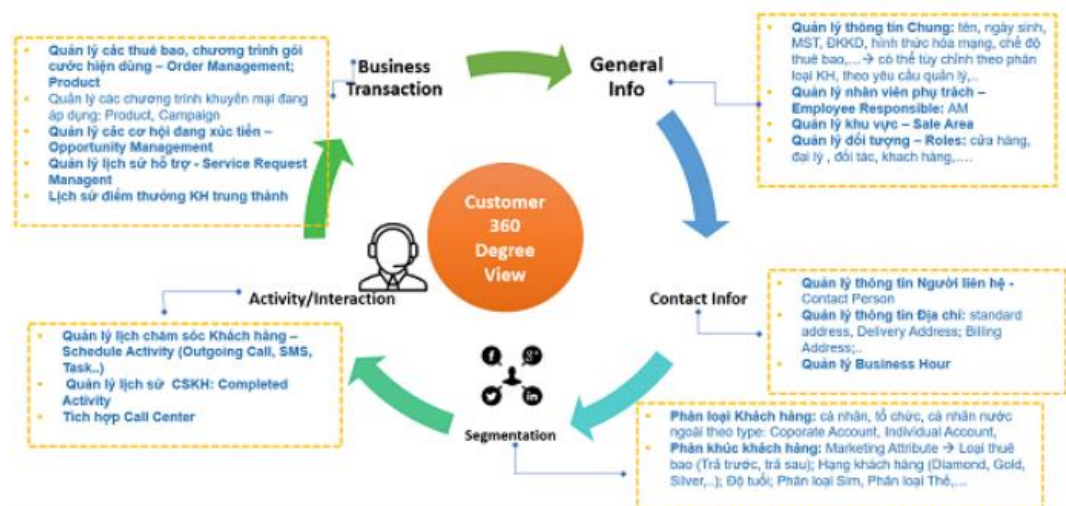 Quản lý các thuê bao, chương trình gói
cước hiện dùng – Order Management;
Product
Quản lý các chương trình khuyến mại đang
áp dụng: Product, Campaign
Quản lý các cơ hội đang xúc tiến –
Opportunity Management
Quản lý lịch sử hỗ trợ - Service Request
Managent
Lịch sử điểm thưởng KH trung thành
Business
Transaction
General
Info
Quản lý thông tin Chung: tên, ngày sinh,
MST, ĐKKD, hình thức hòa mạng, chế độ
thuê bao,...→ có thể tùy chỉnh theo phân
loại KH, theo yêu cầu quản lý,..
Quản lý nhân viên phụ trách –
Employee Responsible: AM
Quản lý khu vực – Sale Area
Quản lý đối tượng – Roles: cửa hàng,
đại lý , đối tác, khach hàng,....
Customer
360
Degree
View
Activity/Interaction
Quản lý lịch chăm sóc Khách hàng –
Schedule Activity (Outgoing Call, SMS,
Task..)
Quản lý lịch sử CSKH: Completed
Activity
Tích hợp Call Center
Contact Infor
Quản lý thông tin Người liên hệ -
Contact Person
Quản lý thông tin Địa chỉ: standard
address, Delivery Address; Billing
Address;..
Quản lý Business Hour
f
g+
in
Segmentation
Phân loại Khách hàng: cá nhân, tổ chức, cá nhân nước
ngoài theo type: Coporate Account, Individual Account,
Phân khúc khách hàng: Marketing Attribute → Loại thuê
bao (Trả trước, trả sau); Hạng khách hàng (Diamond, Gold,
Silver,..); Độ tuổi; Phân loại Sim, Phân loại Thẻ,...